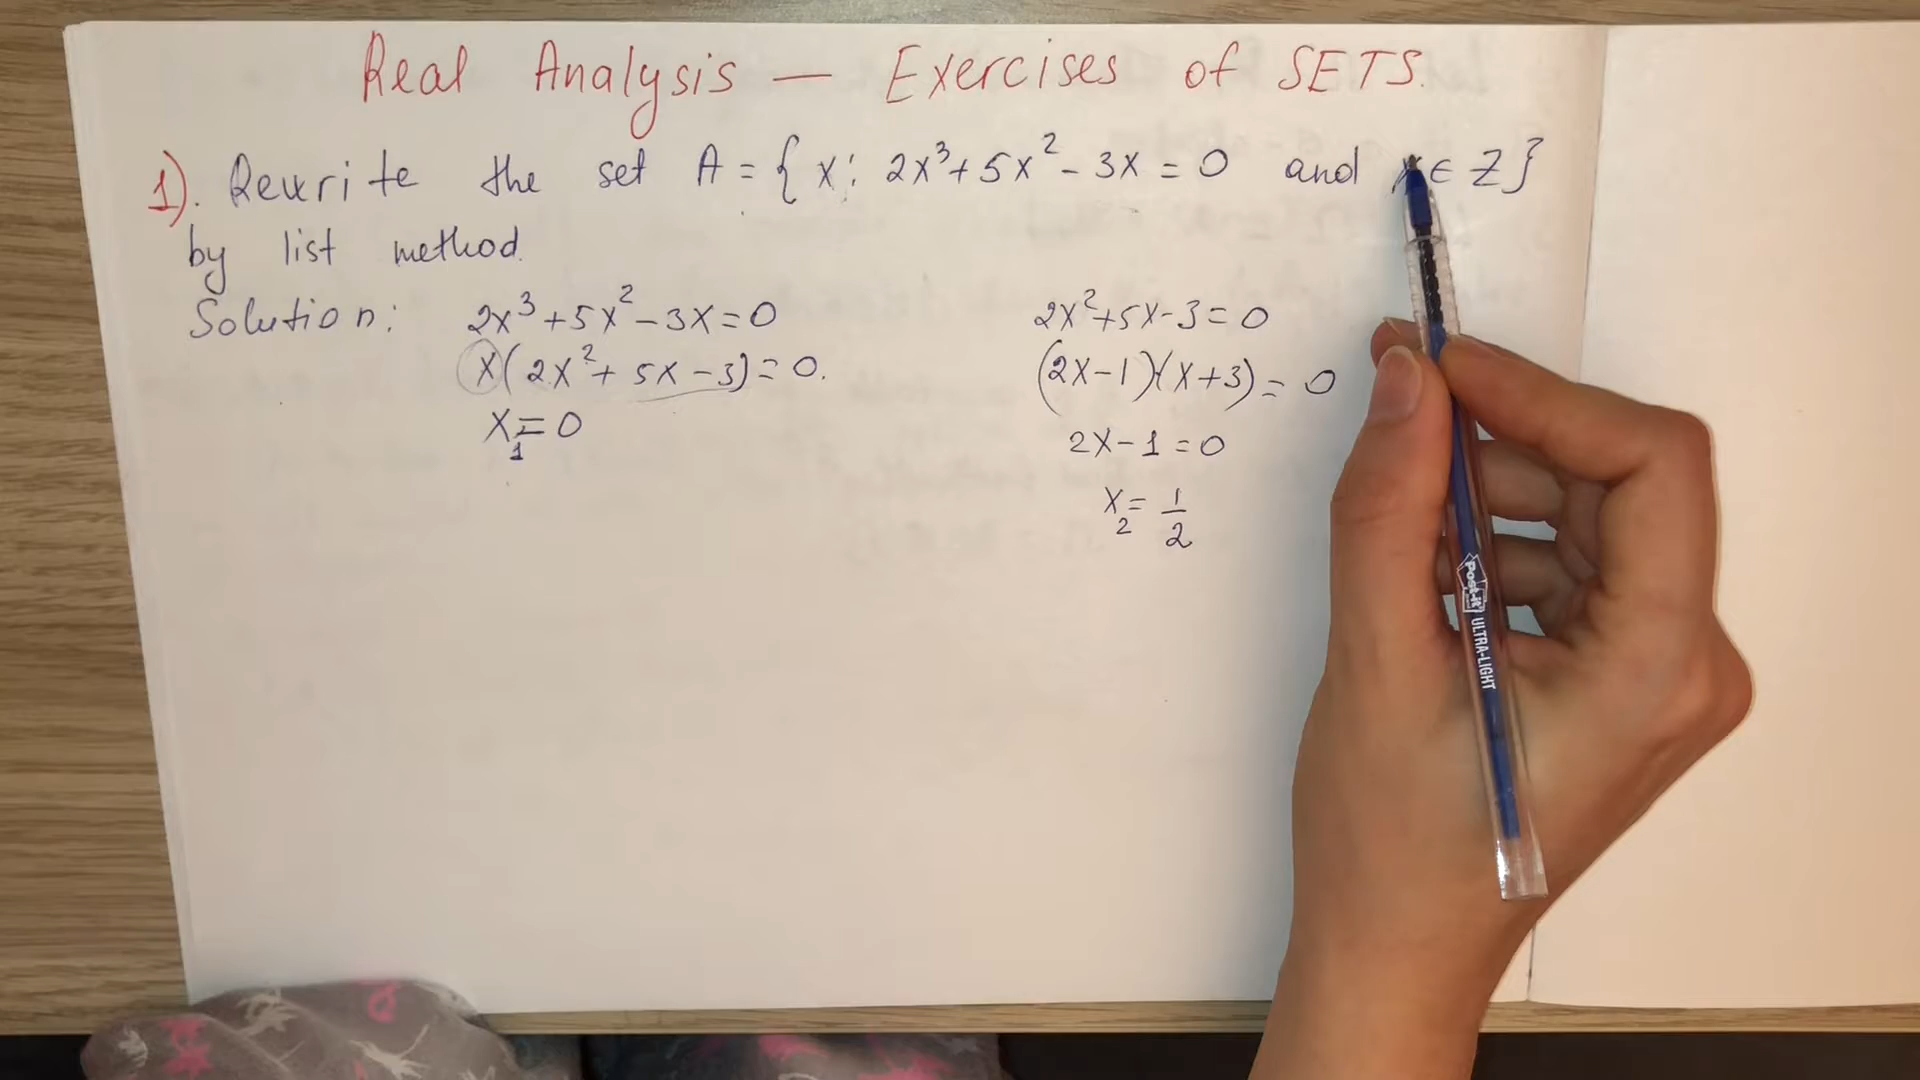 Real Analysis — Exercises of SETS.
1). Rewrite the set A = { x : 2x³+5x²-3x=0 and x∈Z}
by list method.
Solution: 2x³+5x²-3x=0
x(2x²+5x-3)=0.
x₁=0
2x²+5x-3=0
(2x-1)(x+3)=0
2x-1=0
x₂=1/2
Post-it ULTRA-LIGHT